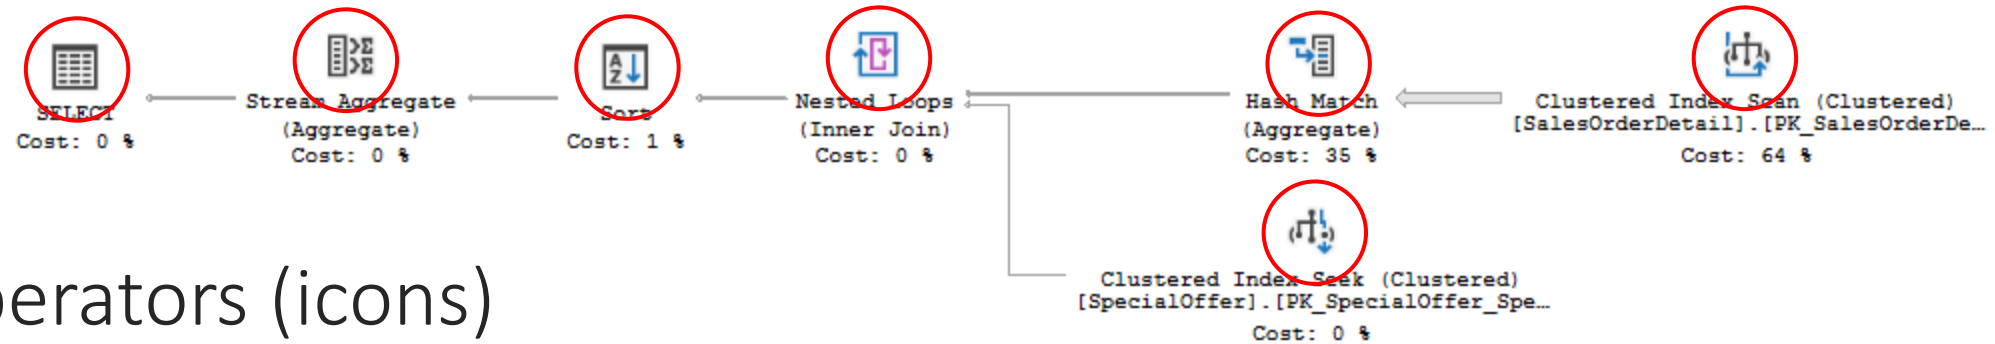 SELECT
Cost: 0 %
Stream Aggregate
(Aggregate)
Cost: 0 %
Sort
Cost: 1 %
Nested Loops
(Inner Join)
Cost: 0 %
Hash Match
(Aggregate)
Cost: 35 %
Clustered Index Scan (Clustered)
[SalesOrderDetail].[PK_SalesOrderDe…
Cost: 64 %
Clustered Index Seek (Clustered)
[SpecialOffer].[PK_SpecialOffer_Spe…
Cost: 0 %
perators (icons)